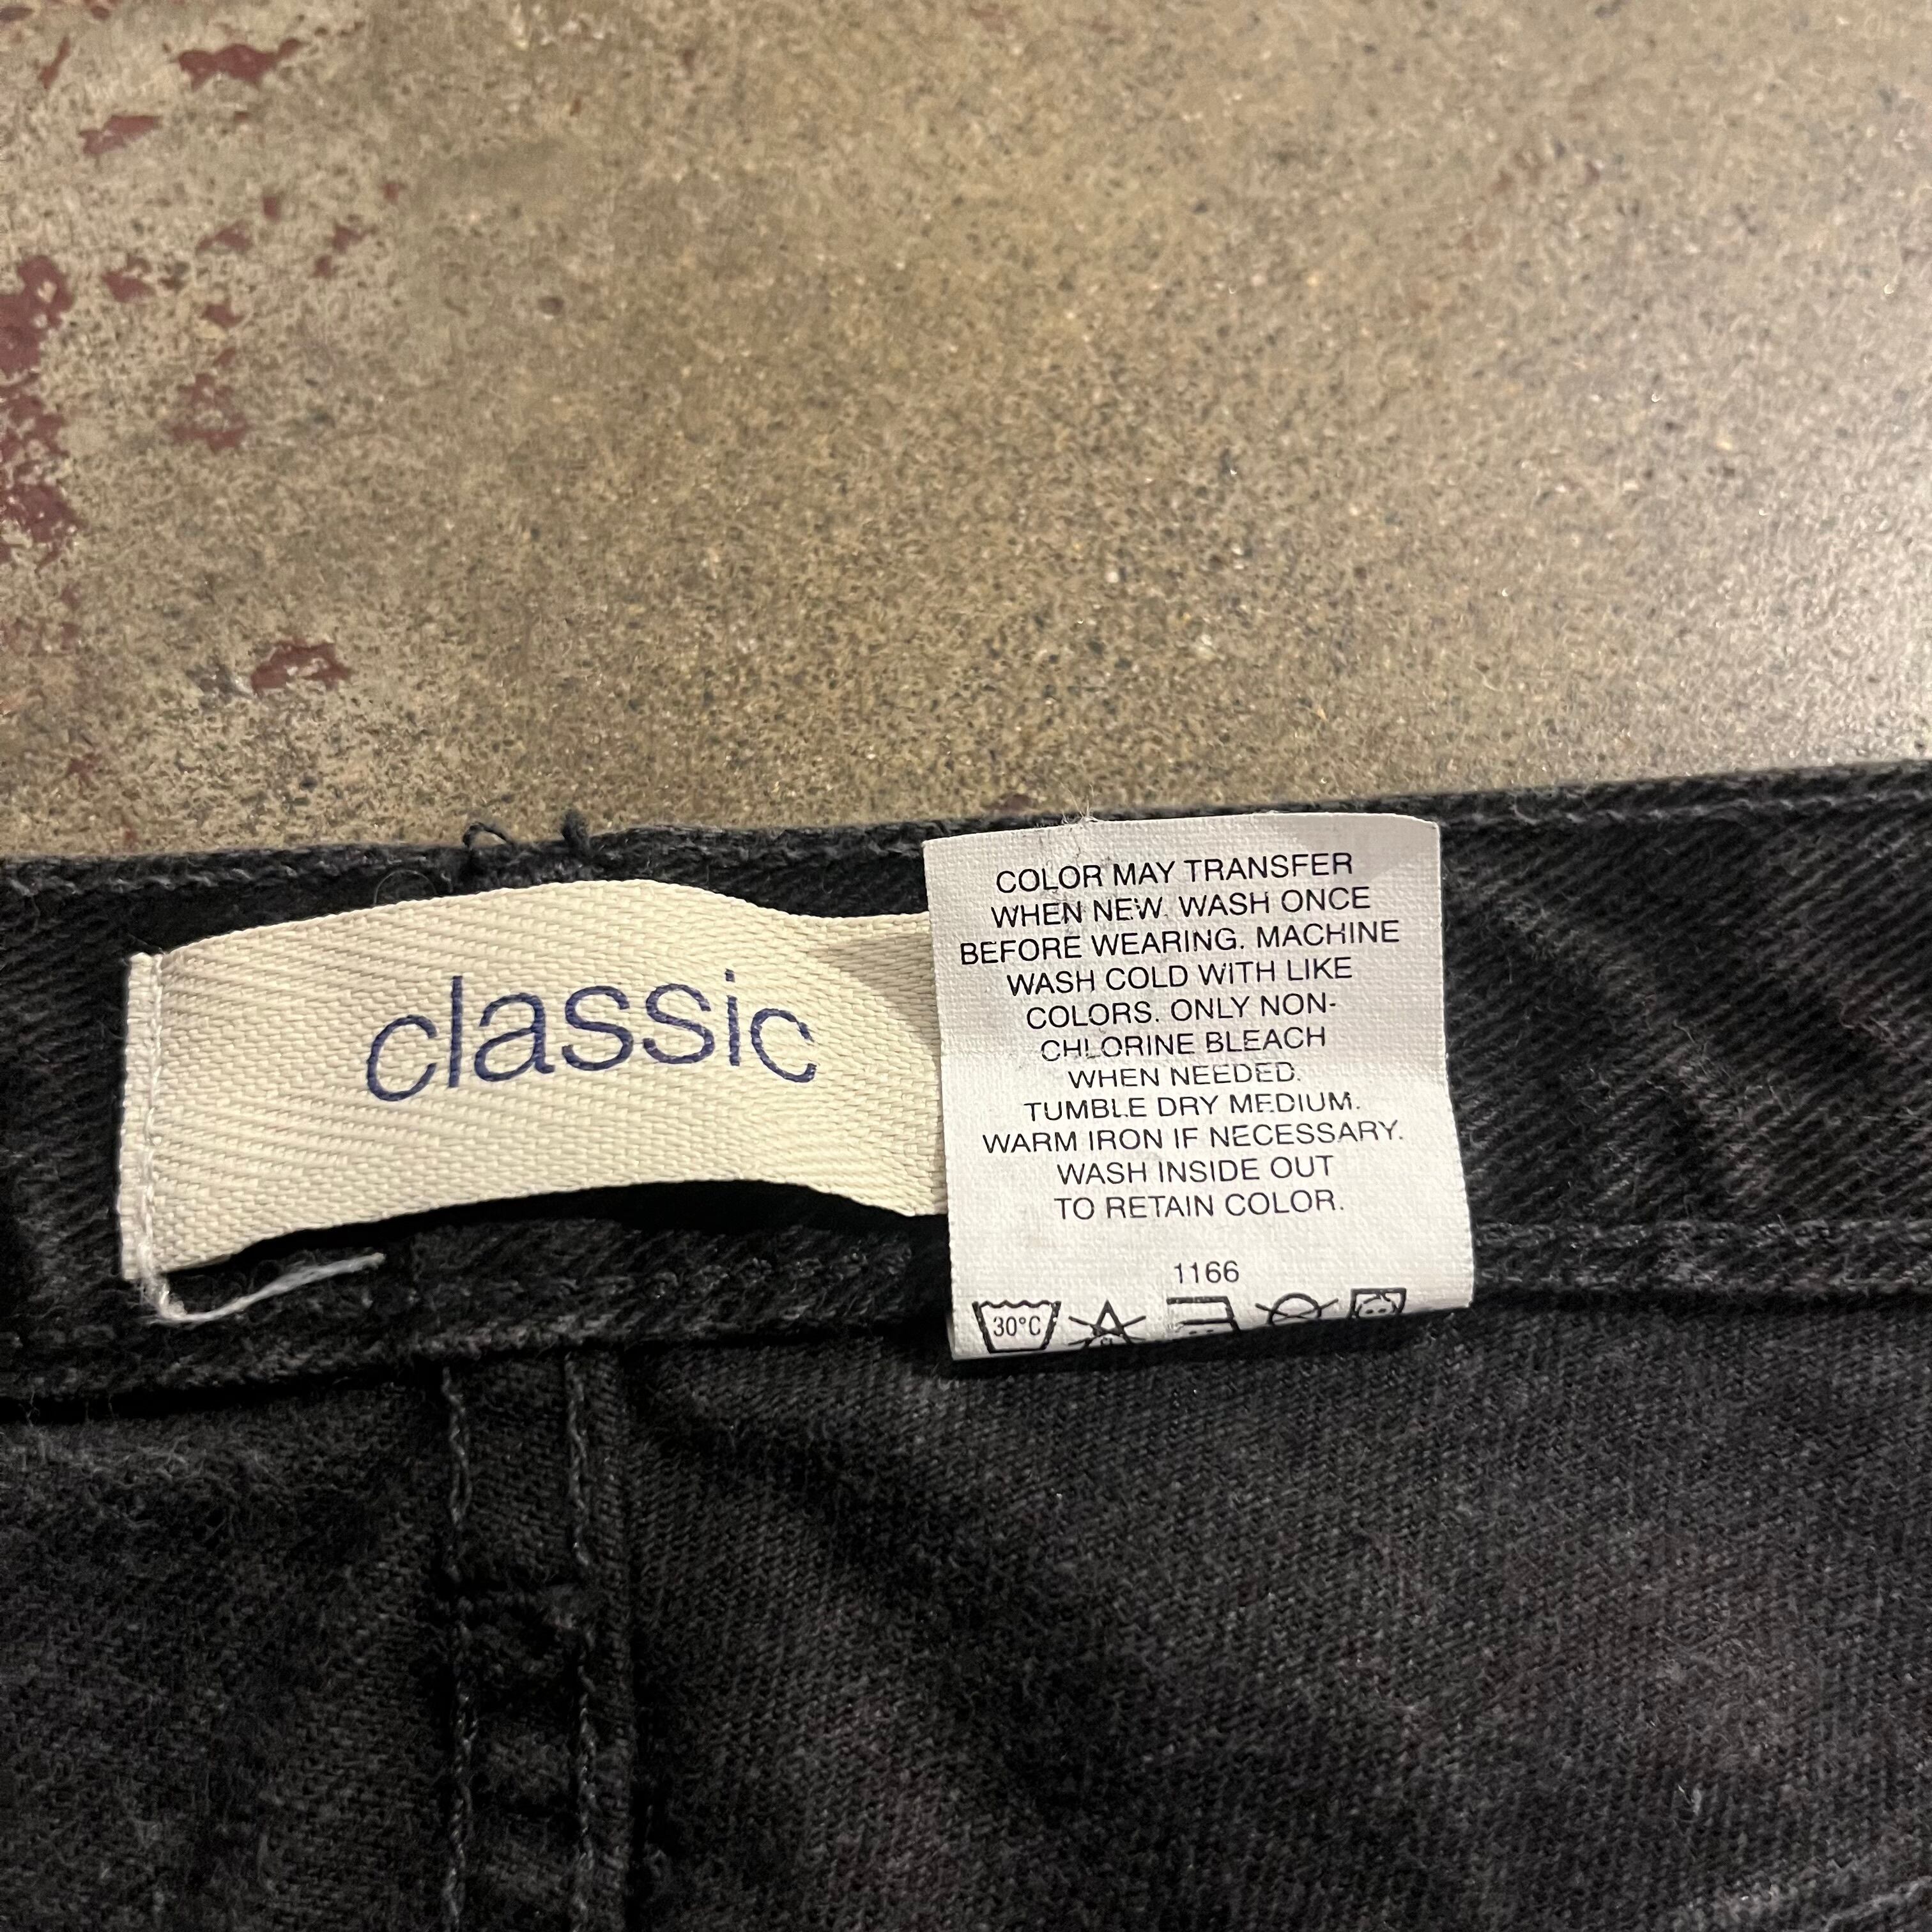 classic
COLOR MAY TRANSFER
WHEN NEW. WASH ONCE
BEFORE WEARING. MACHINE
WASH COLD WITH LIKE
COLORS. ONLY NON-
CHLORINE BLEACH
WHEN NEEDED.
TUMBLE DRY MEDIUM.
WARM IRON IF NECESSARY.
WASH INSIDE OUT
TO RETAIN COLOR.
1166
30°C